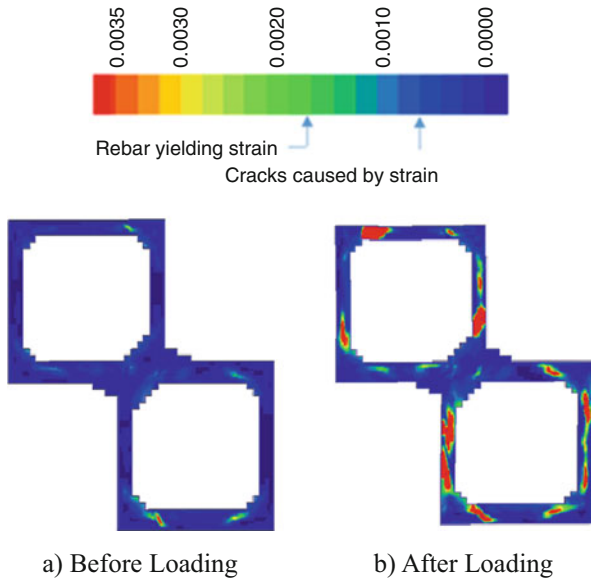 0.0035 0.0030 0.0020 0.0010 0.0000
Rebar yielding strain
Cracks caused by strain
a) Before Loading b) After Loading